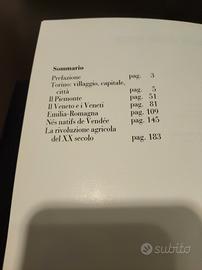 Sommario
Prefazione pag. 3
Torino: villaggio, capitale,
città pag. 5
Il Piemonte pag. 51
Il Veneto e i Veneti pag. 81
Emilia-Romagna pag. 109
Nés natifs de Vendée pag. 145
La rivoluzione agricola
del XX secolo pag. 183
subito